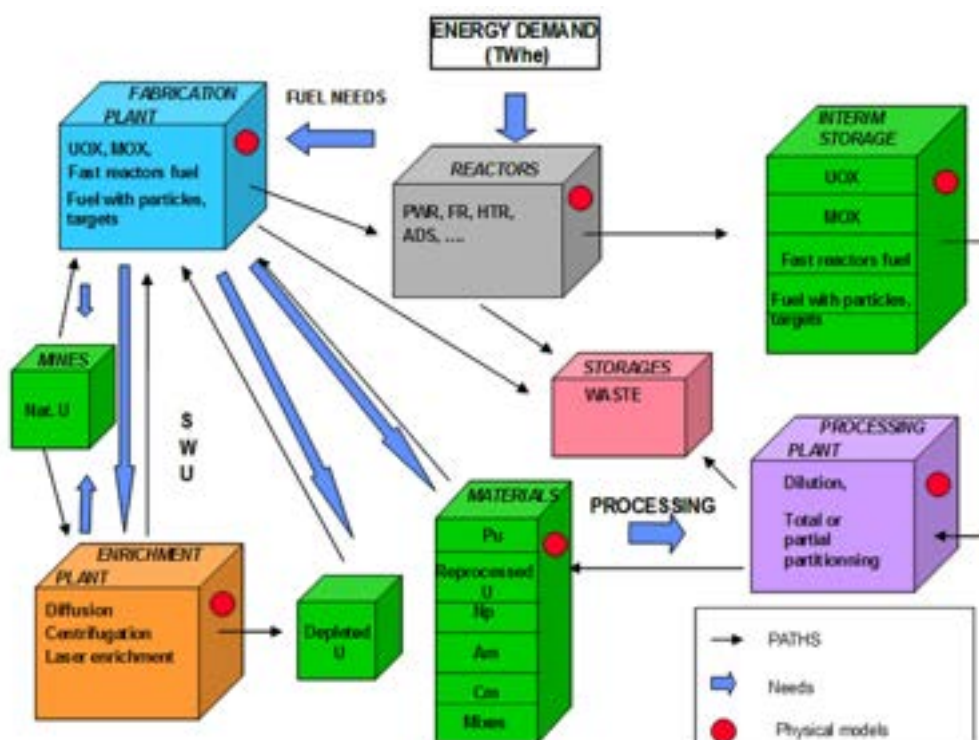 ENERGY DEMAND
(TWhe)
FABRICATION
PLANT
UOX, MOX,
Fast reactors fuel
Fuel with particles,
targets
FUEL NEEDS
REACTORS
PWR, FR, HTR,
ADS, ....
INTERIM
STORAGE
UOX
MOX
Fast reactors fuel
Fuel with particles,
targets
MINES
Nat. U
S
W
U
STORAGES
WASTE
PROCESSING
PLANT
Dilution,
Total or
partial
partitionning
MATERIALS
Pu
Reprocessed
U
Np
Am
Cm
Mixes
PROCESSING
ENRICHMENT
PLANT
Diffusion
Centrifugation
Laser enrichment
Depleted
U
PATHS
Needs
Physical models